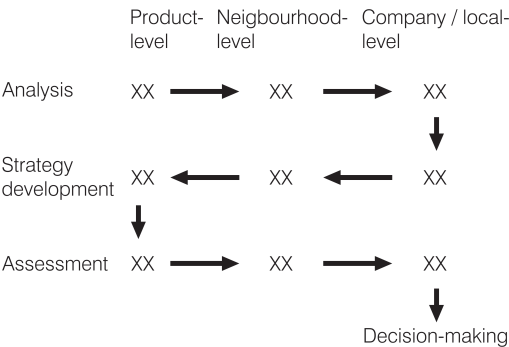 Product- Neigbourhood- Company / local-
level level level
Analysis XX XX XX
Strategy
development XX XX XX
Assessment XX XX XX
Decision-making